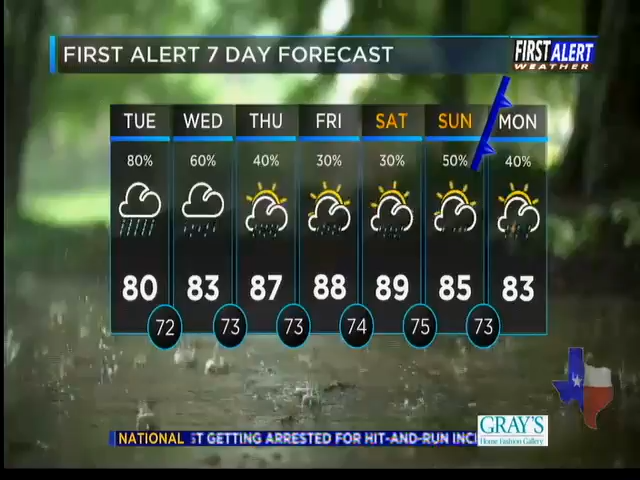 FIRST ALERT 7 DAY FORECAST
FIRST ALERT
WEATHER
TUE WED THU FRI SAT SUN MON
80% 60% 40% 30% 30% 50% 40%
80 83 87 88 89 85 83
72 73 73 74 75 73
NATIONAL ST GETTING ARRESTED FOR HIT-AND-RUN INCI
GRAY'S
Home Fashion Gallery